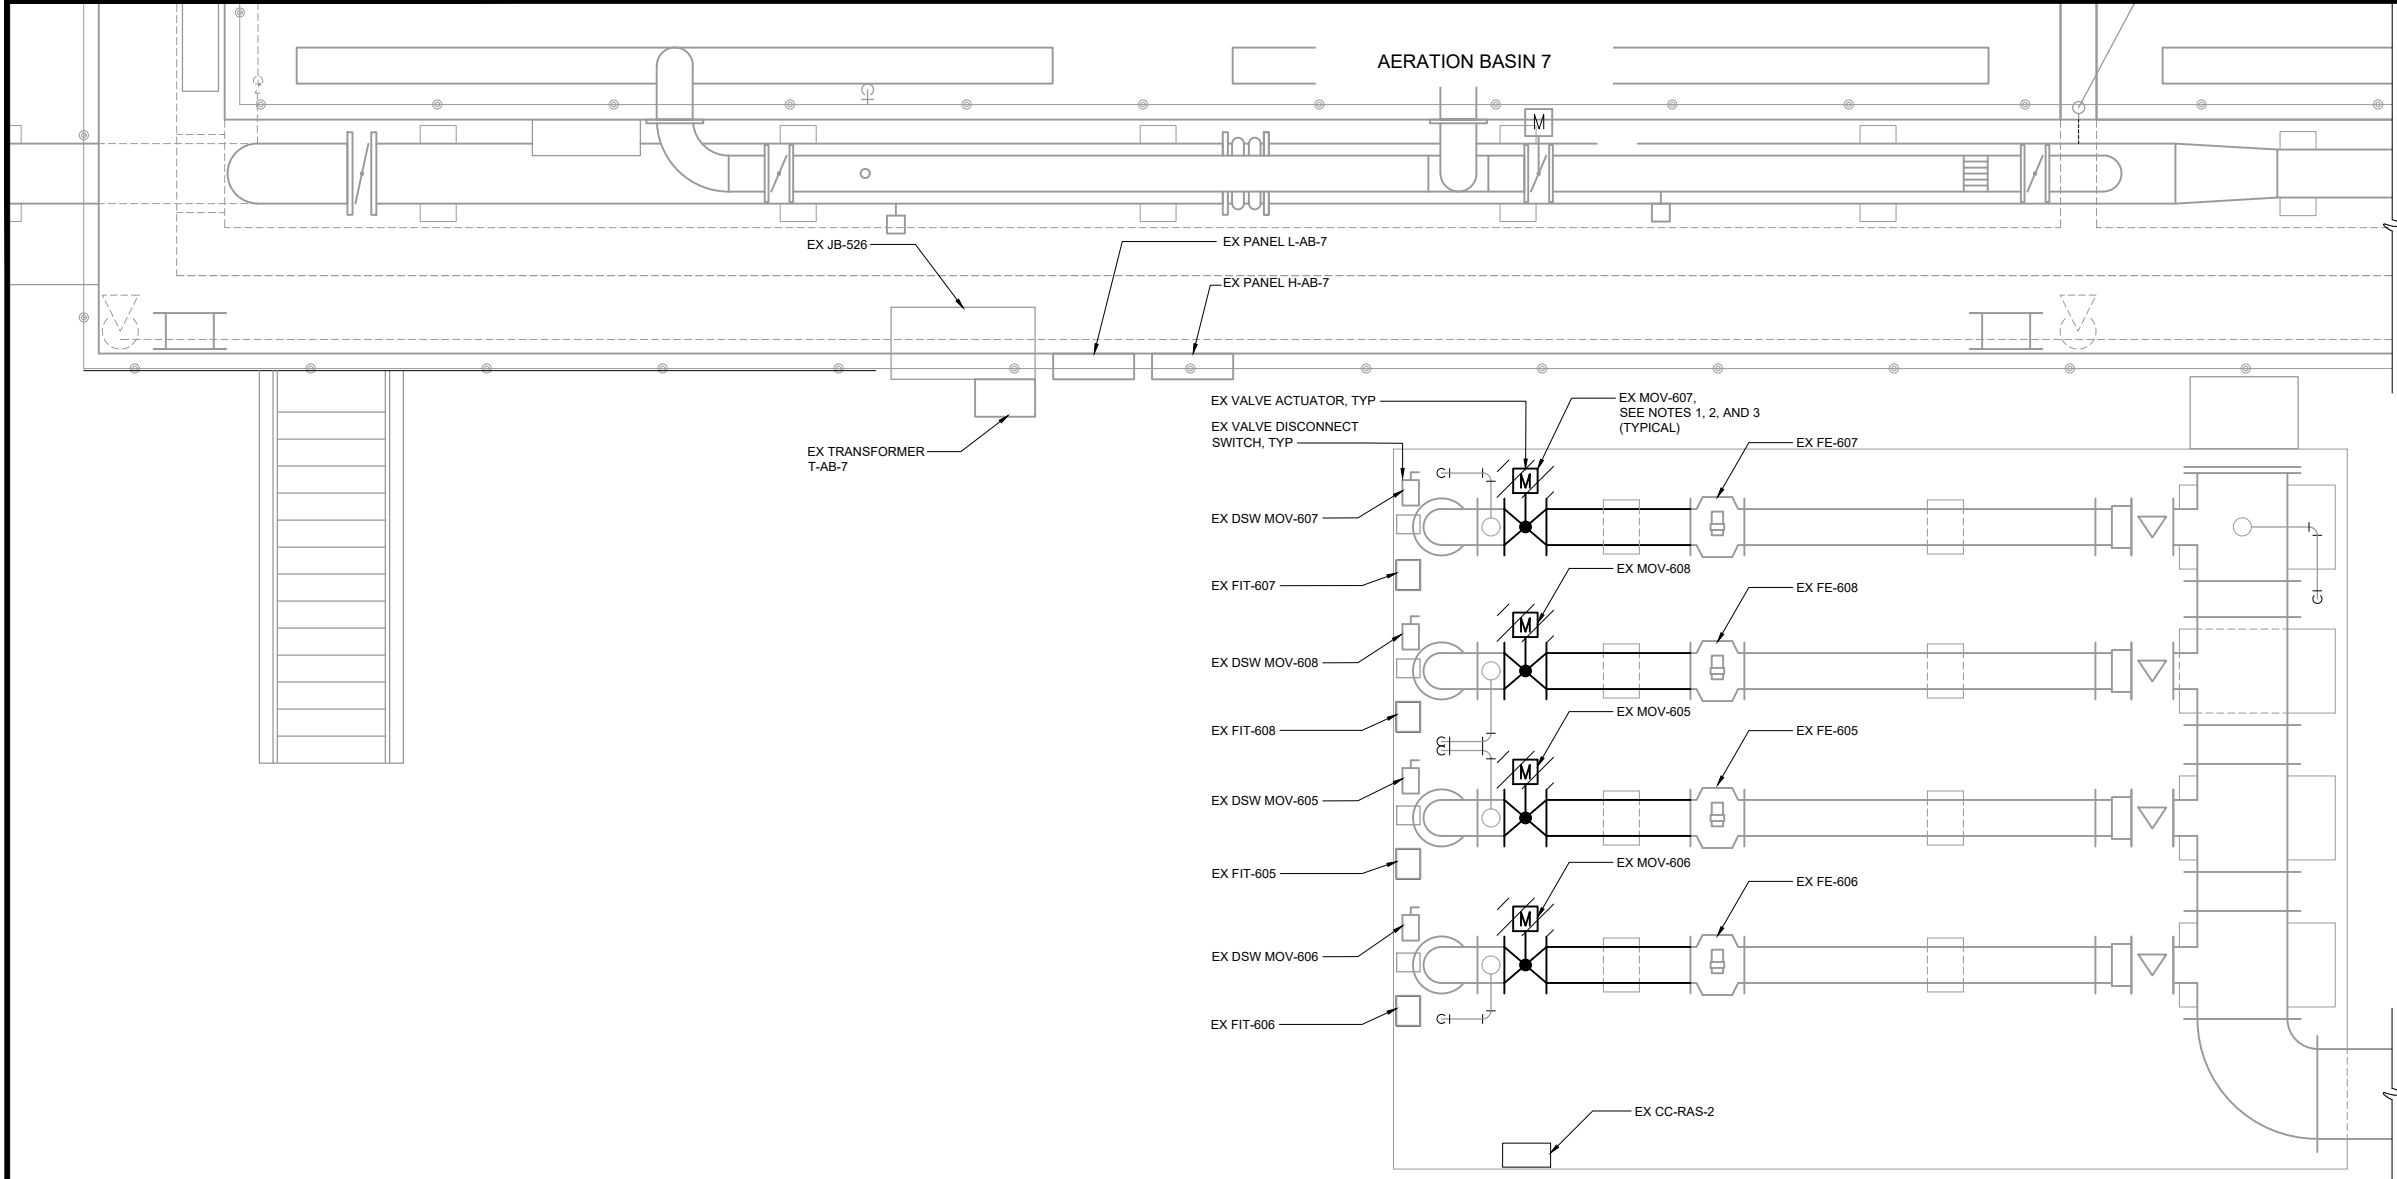 AERATION BASIN 7
M
EX JB-526
EX PANEL L-AB-7
EX PANEL H-AB-7
EX TRANSFORMER
T-AB-7
EX VALVE ACTUATOR, TYP
EX VALVE DISCONNECT
SWITCH, TYP
EX MOV-607,
SEE NOTES 1, 2, AND 3
(TYPICAL)
EX FE-607
M
EX DSW MOV-607
EX FIT-607
EX MOV-608
EX FE-608
M
EX DSW MOV-608
EX FIT-608
EX MOV-605
EX FE-605
M
EX DSW MOV-605
EX FIT-605
EX MOV-606
EX FE-606
M
EX DSW MOV-606
EX FIT-606
EX CC-RAS-2